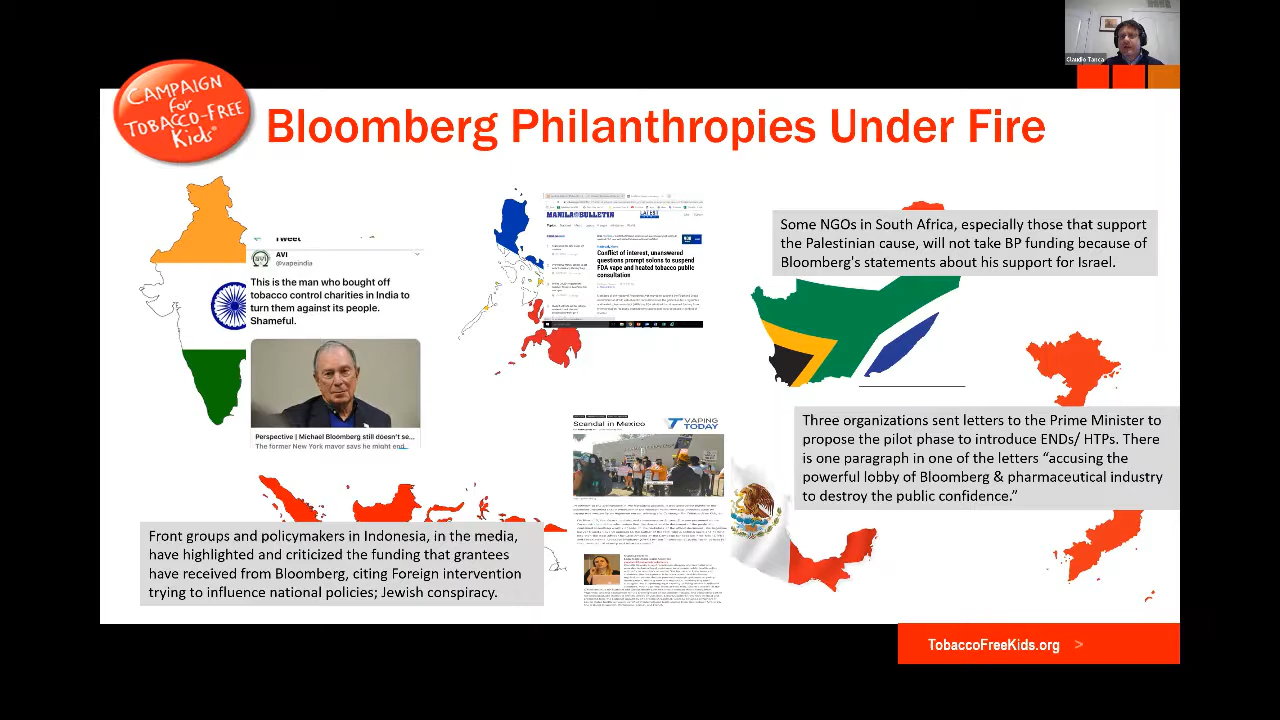 Claudio Tanca
CAMPAIGN
for
TOBACCO-FREE
Kids®
Bloomberg Philanthropies Under Fire
Tweet
AVI
@vapeindia
This is the man who bought off
tobacco control charities in India to
turn them against its people.
Shameful.
Perspective | Michael Bloomberg still doesn't se...
The former New York mayor says he might end
MANILA BULLETIN
LATEST
Conflict of interest, unanswered
questions prompt solons to suspend
FDA vape and heated tobacco public
consultation
Some NGOs in South Africa, especially those that support
the Palestinian cause, will not take BP funding because of
Bloomberg's statements about his support for Israel.
Scandal in Mexico
VAPING
TODAY
Three organizations sent letters to the Prime Minister to
propose the pilot phase to introduce ENDs/ HTPs. There
is one paragraph in one of the letters “accusing the
powerful lobby of Bloomberg & pharmaceutical industry
to destroy the public confidence.”
Front groups and policymakers in Indonesia in the media,
have highlighted and criticized the funding that grantees
have received from Bloomberg, as a foreign intervention
trying to influence national policy. Jewish conspiracy.
TobaccoFreeKids.org >